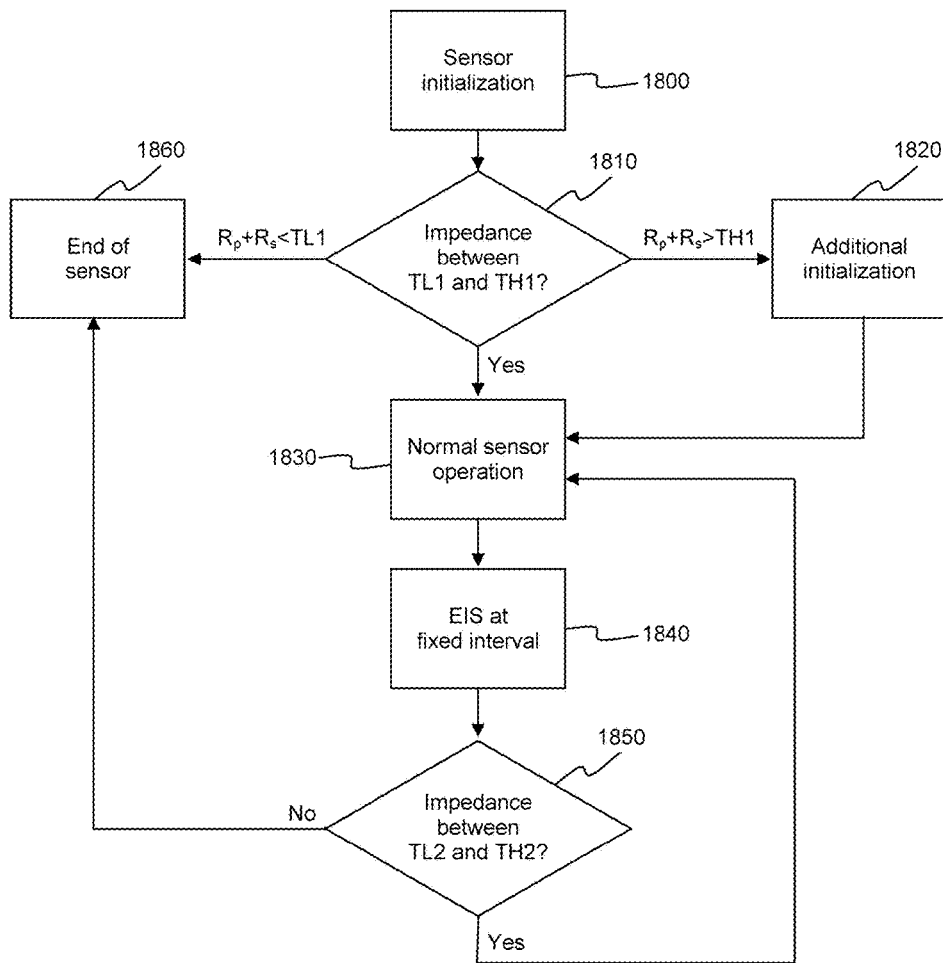 Sensor
initialization
1800
1860
1810
1820
End of
sensor
Rₚ+Rₛ<TL1
Impedance
between
TL1 and TH1?
Rₚ+Rₛ>TH1
Additional
initialization
Yes
1830
Normal sensor
operation
EIS at
fixed interval
1840
1850
No
Impedance
between
TL2 and TH2?
Yes